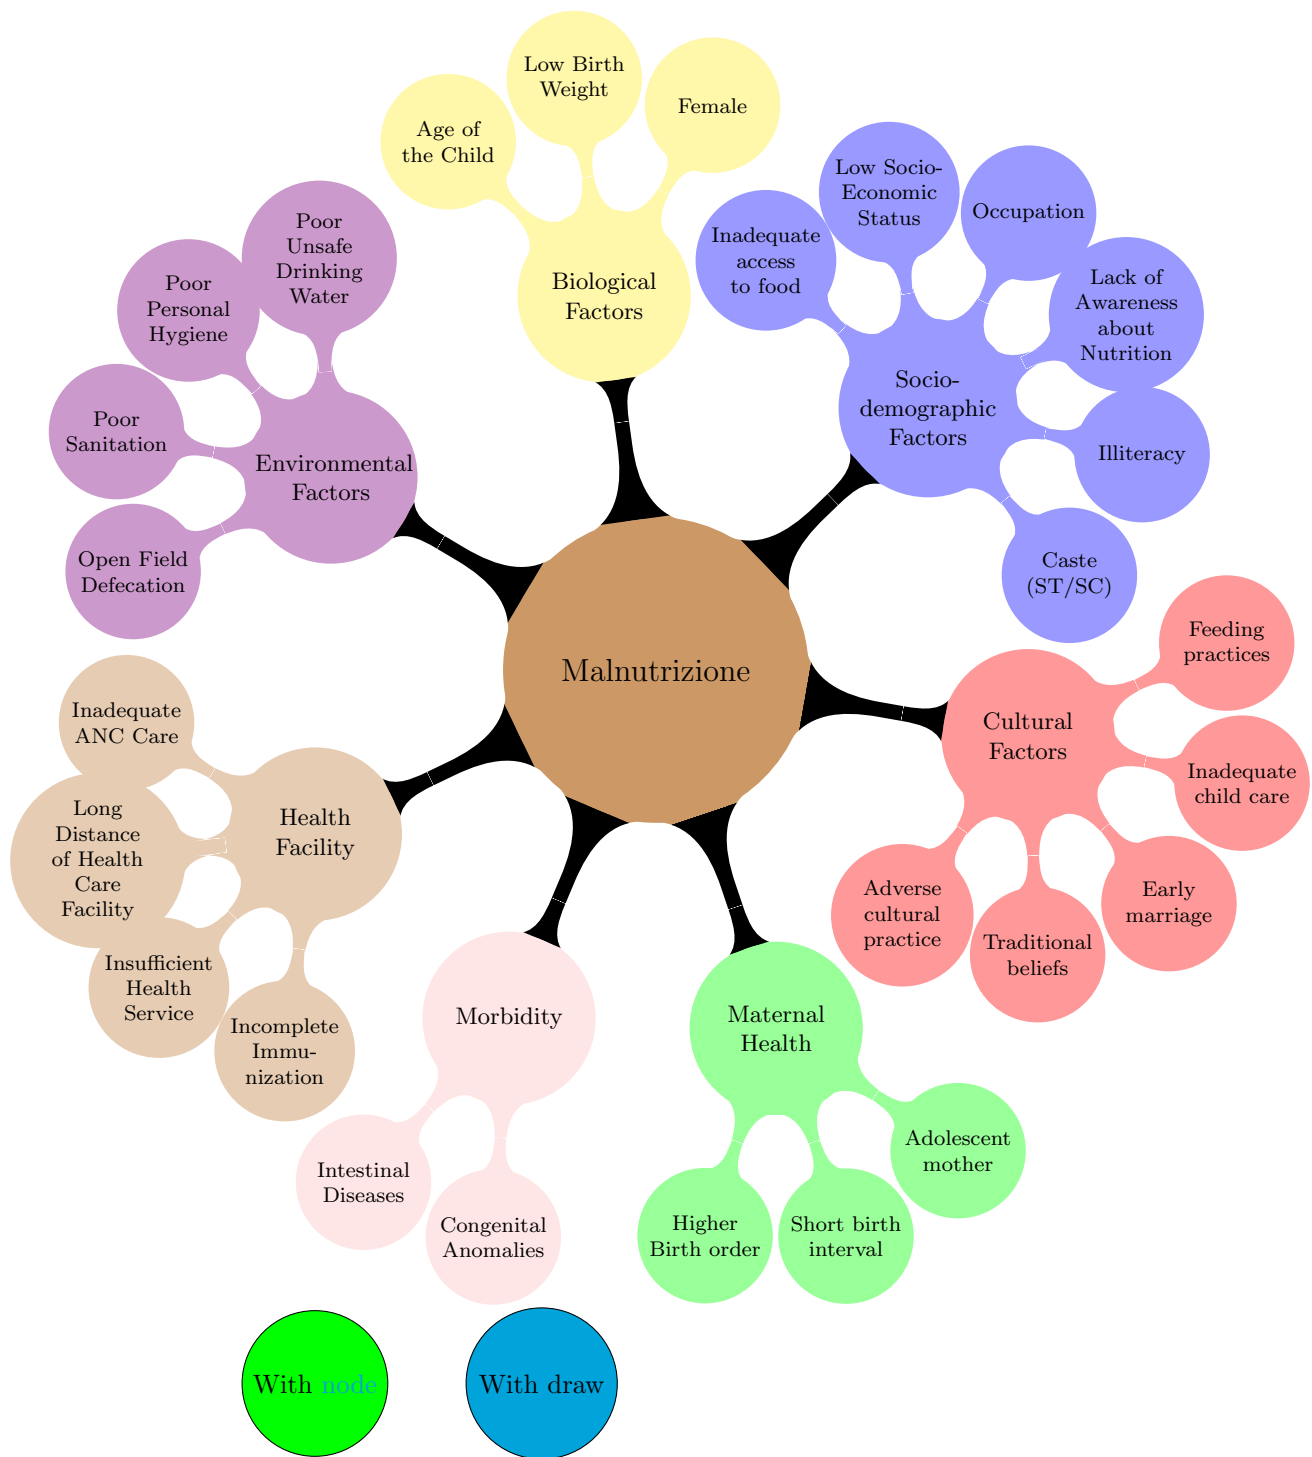 Low Birth
Weight
Female
Age of
the Child
Biological
Factors
Low Socio-
Economic
Status
Occupation
Inadequate
access
to food
Lack of
Awareness
about
Nutrition
Socio-
demographic
Factors
Illiteracy
Caste
(ST/SC)
Poor
Unsafe
Drinking
Water
Poor
Personal
Hygiene
Poor
Sanitation
Environmental
Factors
Open Field
Defecation
Malnutrizione
Feeding
practices
Cultural
Factors
Inadequate
child care
Early
marriage
Adverse
cultural
practice
Traditional
beliefs
Inadequate
ANC Care
Health
Facility
Long
Distance
of Health
Care
Facility
Insufficient
Health
Service
Incomplete
Immu-
nization
Morbidity
Intestinal
Diseases
Congenital
Anomalies
Maternal
Health
Adolescent
mother
Higher
Birth order
Short birth
interval
With node
With draw